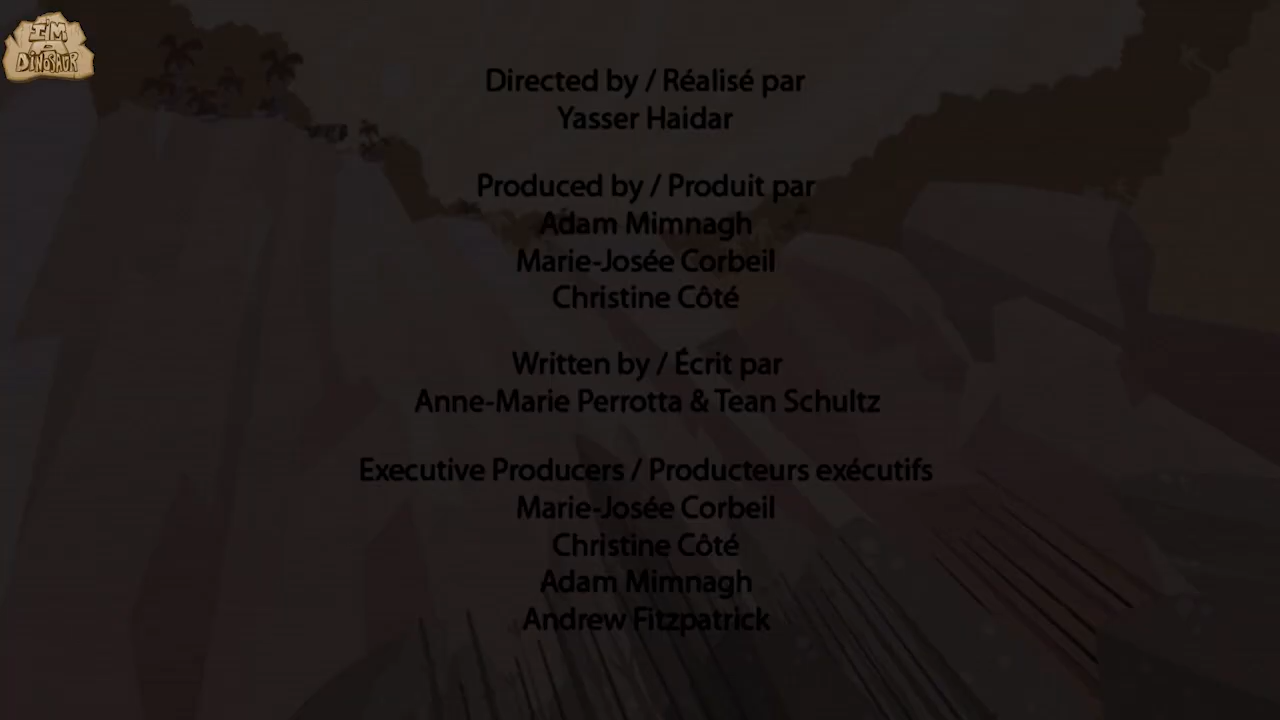 I'M
A
DINOSAUR
Directed by / Réalisé par
Yasser Haidar
Produced by / Produit par
Adam Mimnagh
Marie-Josée Corbeil
Christine Côté
Written by / Écrit par
Anne-Marie Perrotta & Tean Schultz
Executive Producers / Producteurs exécutifs
Marie-Josée Corbeil
Christine Côté
Adam Mimnagh
Andrew Fitzpatrick